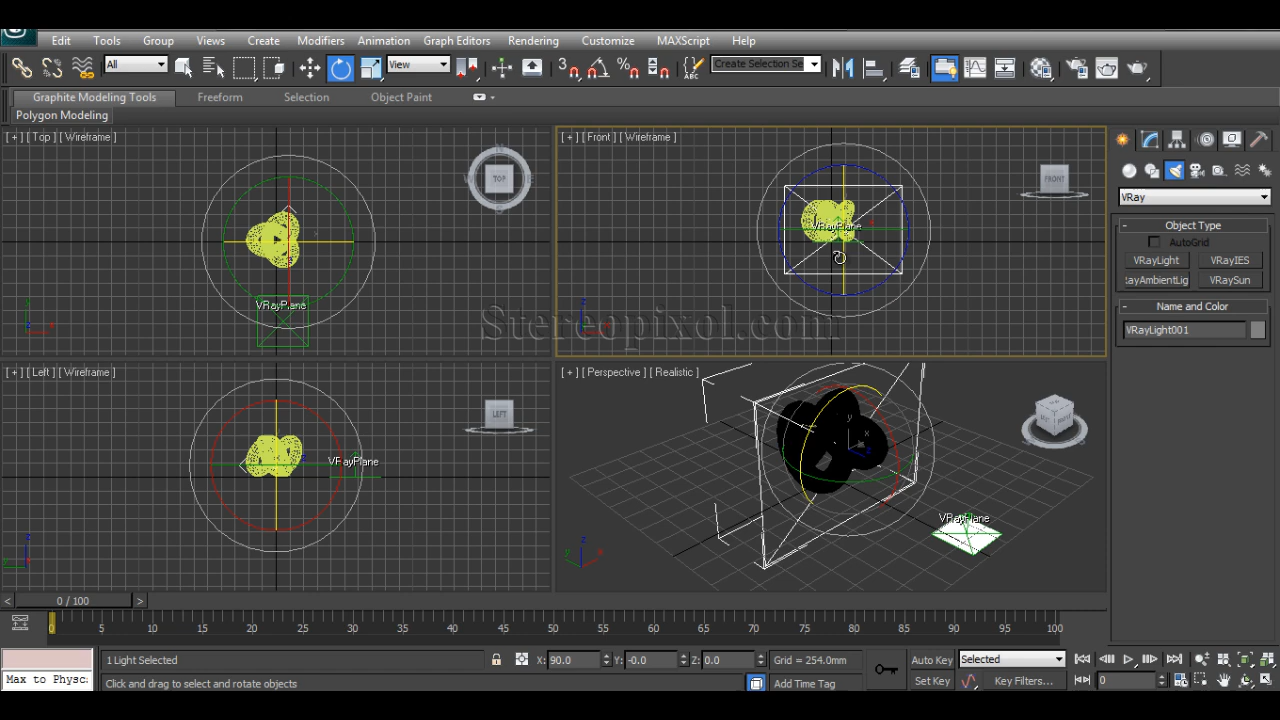 Edit Tools Group Views Create Modifiers Animation Graph Editors Rendering Customize MAXScript Help
All View Create Selection Se
Graphite Modeling Tools Freeform Selection Object Paint
Polygon Modeling
[ + ] [ Top ] [ Wireframe ]
TOP
VRayPlane
[ + ] [ Front ] [ Wireframe ]
FRONT
VRayPlane
VRay
- Object Type
AutoGrid
VRayLight VRayIES
RayAmbientLig VRaySun
- Name and Color
VRayLight001
Stereopixol.com
[ + ] [ Left ] [ Wireframe ]
LEFT
VRayPlane
[ + ] [ Perspective ] [ Realistic ]
VRayPlane
< 0 / 100 >
0 5 10 15 20 25 30 35 40 45 50 55 60 65 70 75 80 85 90 95 100
1 Light Selected X: 90.0 Y: -0.0 Z: 0.0 Grid = 254.0mm Auto Key Selected
Max to Physc Click and drag to select and rotate objects Add Time Tag Set Key Key Filters... 0